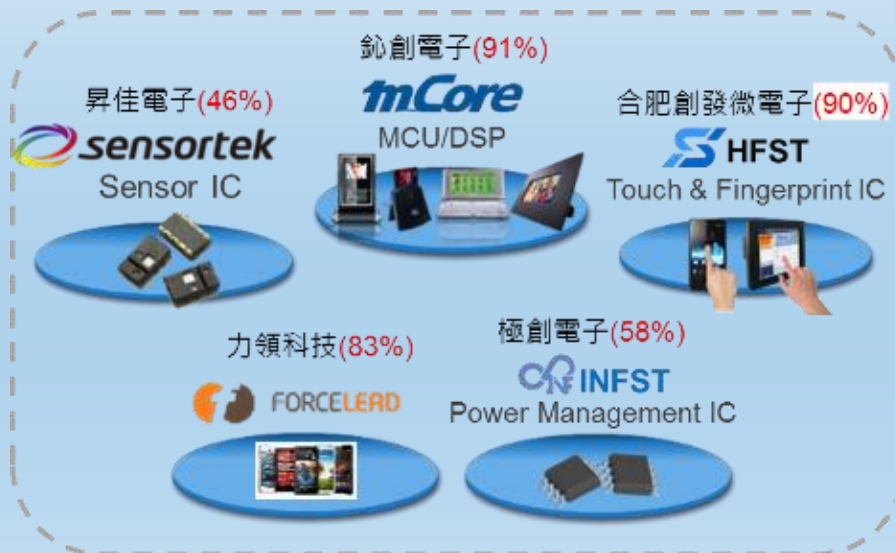 鈊創電子(91%)
mCore
MCU/DSP
昇佳電子(46%)
sensortek
Sensor IC
合肥創發微電子(90%)
HFST
Touch & Fingerprint IC
力領科技(83%)
FORCELEAD
極創電子(58%)
INFST
Power Management IC